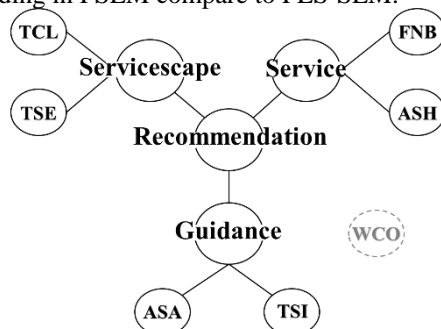 TCL FNB
Servicescape Service
TSE ASH
Recommendation
Guidance WCO
ASA TSI